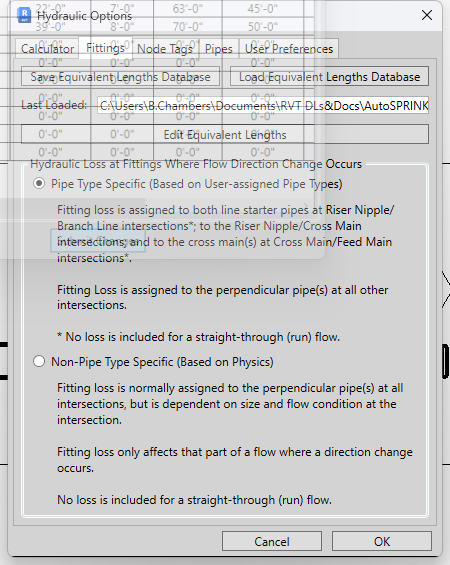 Hydraulic Options
22'-0" 7'-0" 63'-0" 45'-0"
39'-0" 8'-0" 70'-0" 50'-0"
Calculator Fittings Node Tags Pipes User Preferences
0'-0" 0'-0" 0'-0" 0'-0"
Save Equivalent Lengths Database Load Equivalent Lengths Database
0'-0" 0'-0" 0'-0" 0'-0"
Last Loaded: C:\Users\B.Chambers\Documents\RVT DLs&Docs\AutoSPRINK
0'-0" 0'-0" 0'-0" 0'-0"
Edit Equivalent Lengths
0'-0" 0'-0" 0'-0" 0'-0"
Hydraulic Loss at Fittings Where Flow Direction Change Occurs
Pipe Type Specific (Based on User-assigned Pipe Types)
Fitting loss is assigned to both line starter pipes at Riser Nipple/
Branch Line intersections*; to the Riser Nipple/Cross Main
intersections; and to the cross main(s) at Cross Main/Feed Main
intersections*.
Fitting Loss is assigned to the perpendicular pipe(s) at all other
intersections.
* No loss is included for a straight-through (run) flow.
Non-Pipe Type Specific (Based on Physics)
Fitting loss is normally assigned to the perpendicular pipe(s) at all
intersections, but is dependent on size and flow condition at the
intersection.
Fitting loss only affects that part of a flow where a direction change
occurs.
No loss is included for a straight-through (run) flow.
Cancel OK